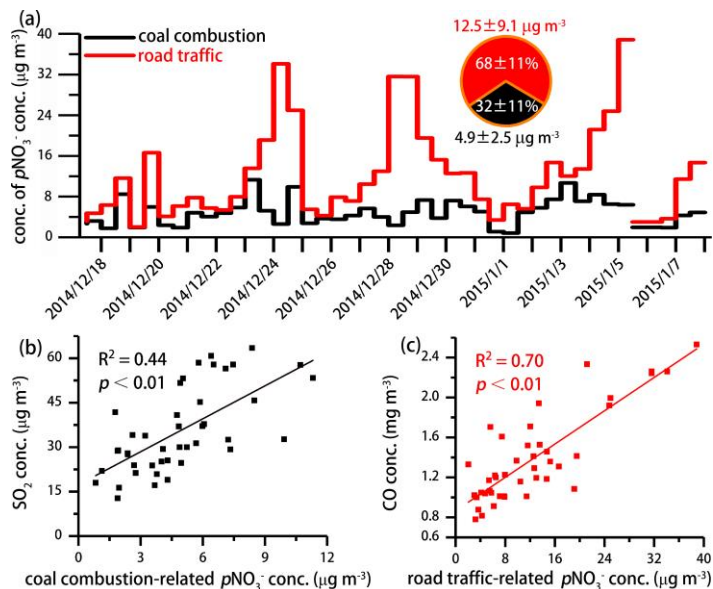 (a)
coal combustion
road traffic
12.5±9.1 μg m⁻³
68±11%
32±11%
4.9±2.5 μg m⁻³
conc. of pNO₃⁻ conc. (μg m⁻³)
40
32
24
16
8
0
2014/12/18
2014/12/20
2014/12/22
2014/12/24
2014/12/26
2014/12/28
2014/12/30
2015/1/1
2015/1/3
2015/1/5
2015/1/7
(b)
R² = 0.44
p < 0.01
SO₂ conc. (μg m⁻³)
60
45
30
15
0
0 3 6 9 12
coal combustion-related pNO₃⁻ conc. (μg m⁻³)
(c)
R² = 0.70
p < 0.01
CO conc. (mg m⁻³)
2.4
2.0
1.6
1.2
0.8
0.6
0 8 16 24 32 40
road traffic-related pNO₃⁻ conc. (μg m⁻³)